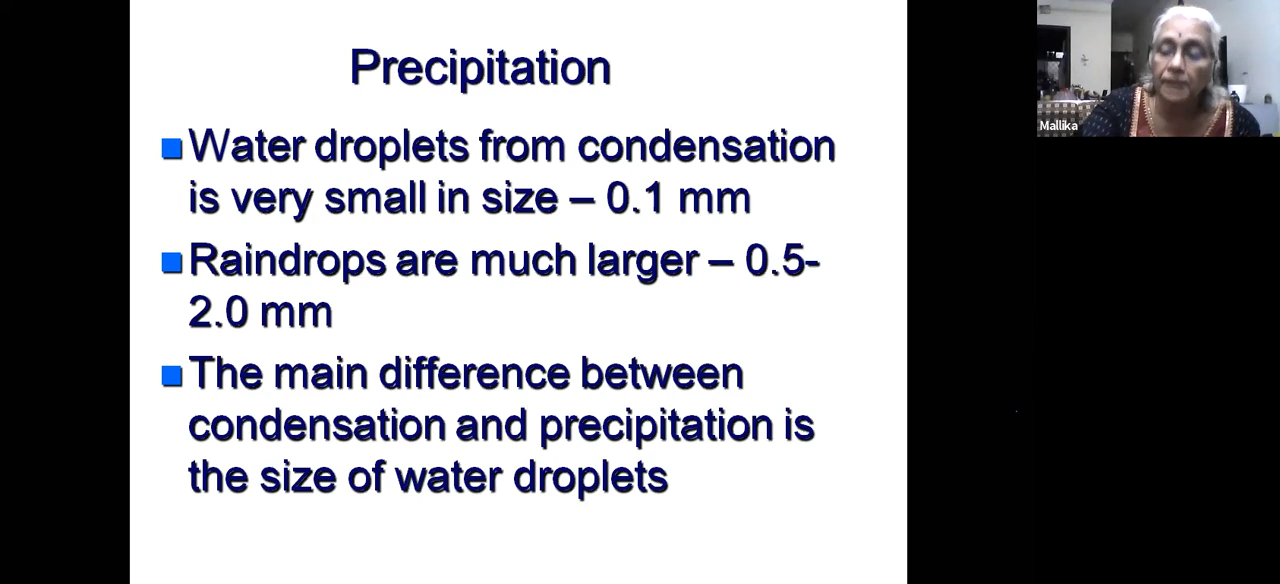 Precipitation
Water droplets from condensation
is very small in size – 0.1 mm
Raindrops are much larger – 0.5-
2.0 mm
The main difference between
condensation and precipitation is
the size of water droplets
Mallika